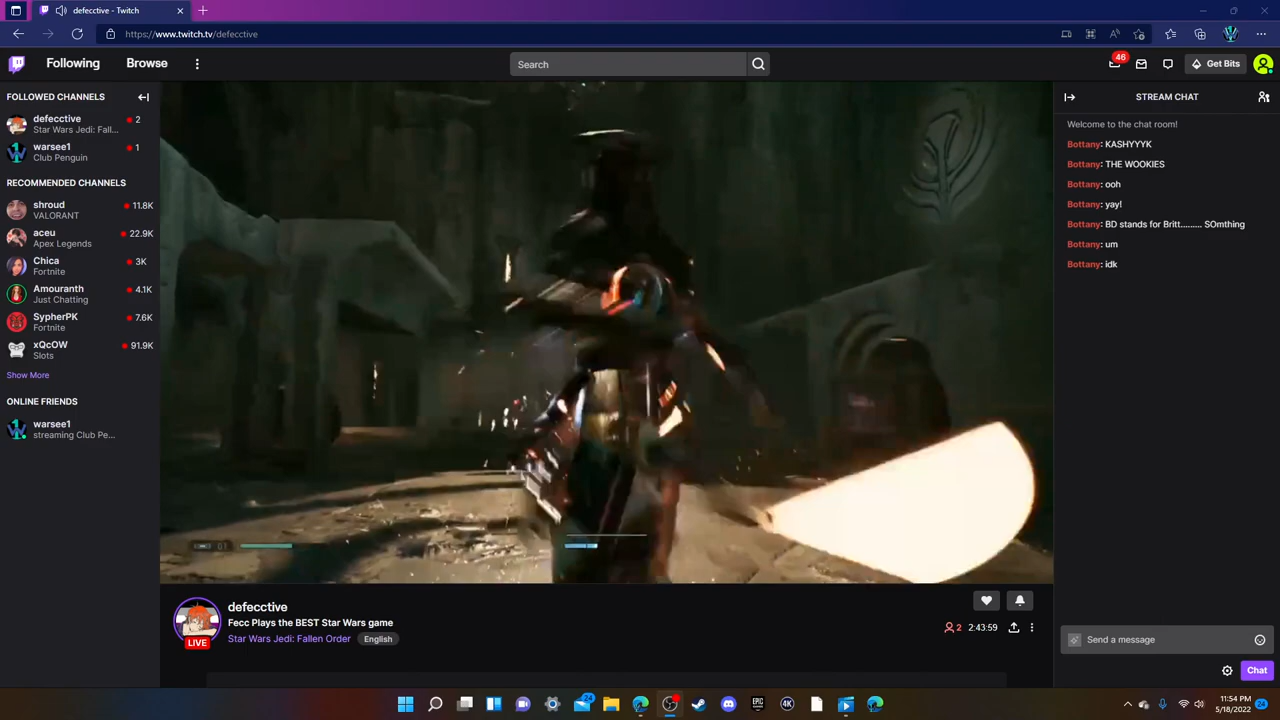 defecctive - Twitch
https://www.twitch.tv/defecctive
Following
Browse
Search
46
Get Bits
FOLLOWED CHANNELS
defecctive
2
Star Wars Jedi: Fall...
warsee1
1
Club Penguin
RECOMMENDED CHANNELS
shroud
11.8K
VALORANT
aceu
22.9K
Apex Legends
Chica
3K
Fortnite
Amouranth
4.1K
Just Chatting
SypherPK
7.6K
Fortnite
xQcOW
91.9K
Slots
Show More
ONLINE FRIENDS
warsee1
streaming Club Pe...
STREAM CHAT
Welcome to the chat room!
Bottany: KASHYYYK
Bottany: THE WOOKIES
Bottany: ooh
Bottany: yay!
Bottany: BD stands for Britt......... SOmthing
Bottany: um
Bottany: idk
defecctive
Fecc Plays the BEST Star Wars game
Star Wars Jedi: Fallen Order
English
LIVE
2
2:43:59
Send a message
Chat
24
4K
11:54 PM
5/18/2022
24